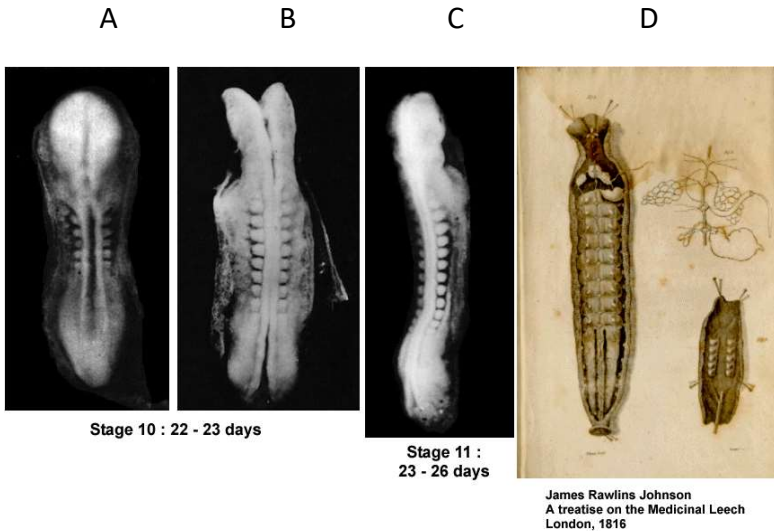 A B C D
Stage 10 : 22 - 23 days
Stage 11 :
23 - 26 days
James Rawlins Johnson
A treatise on the Medicinal Leech
London, 1816